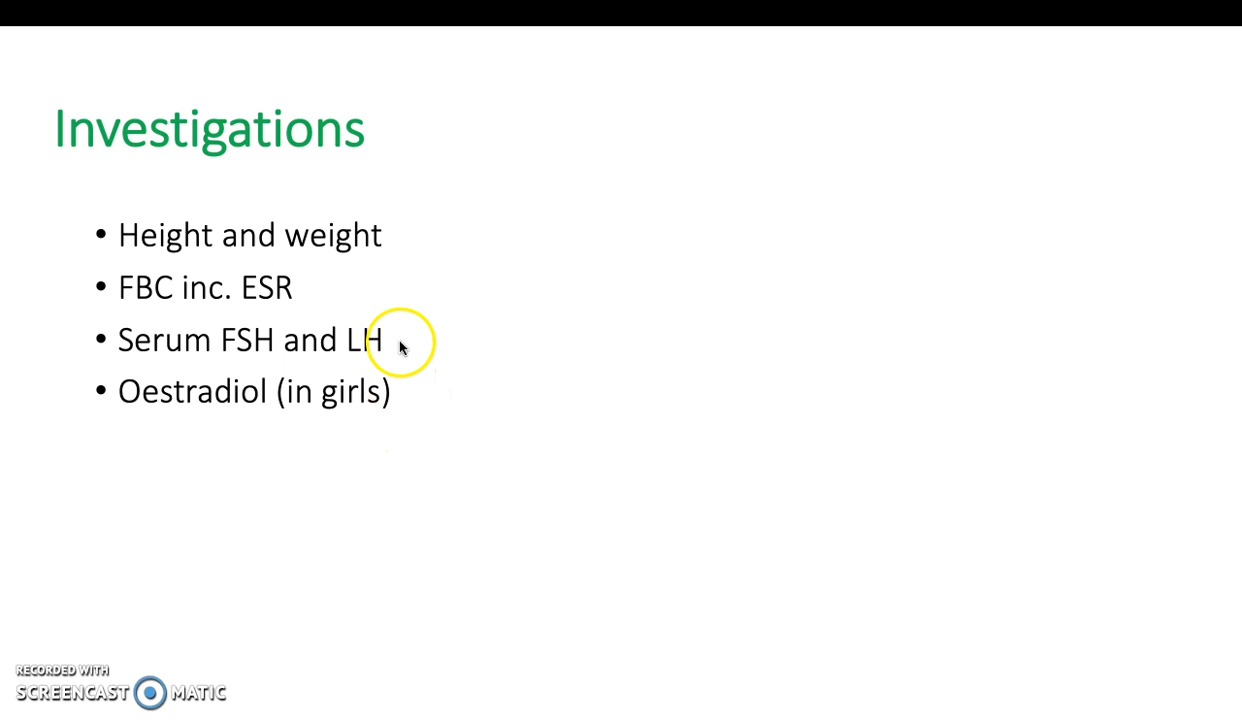 Investigations
• Height and weight
• FBC inc. ESR
• Serum FSH and LH
• Oestradiol (in girls)
RECORDED WITH
SCREENCAST MATIC